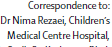 Correspondence to:
Dr Nima Rezaei, Children's
Medical Centre Hospital,